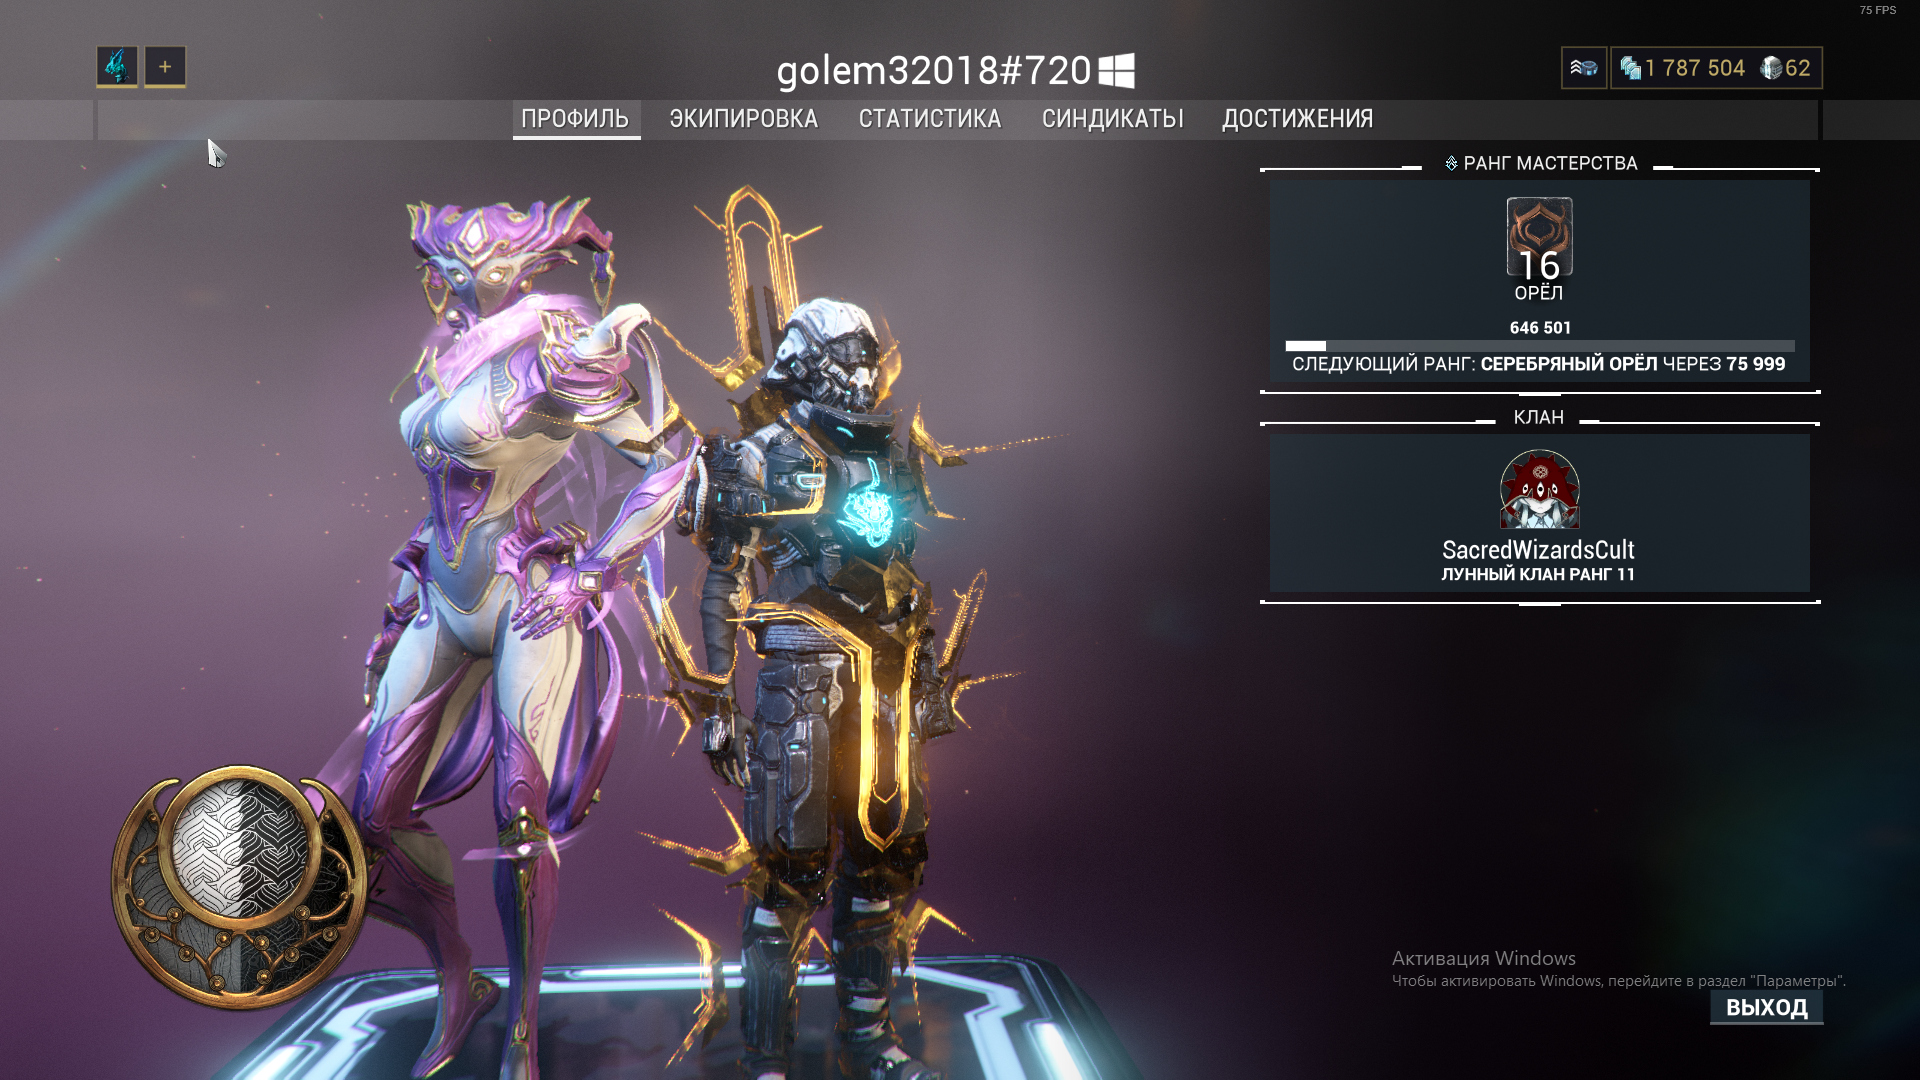 75 FPS
+
golem32018#720
1 787 504 62
ПРОФИЛЬ ЭКИПИРОВКА СТАТИСТИКА СИНДИКАТЫ ДОСТИЖЕНИЯ
РАНГ МАСТЕРСТВА
16
ОРЁЛ
646 501
СЛЕДУЮЩИЙ РАНГ: СЕРЕБРЯНЫЙ ОРЁЛ ЧЕРЕЗ 75 999
КЛАН
SacredWizardsCult
ЛУННЫЙ КЛАН РАНГ 11
Активация Windows
Чтобы активировать Windows, перейдите в раздел "Параметры".
ВЫХОД